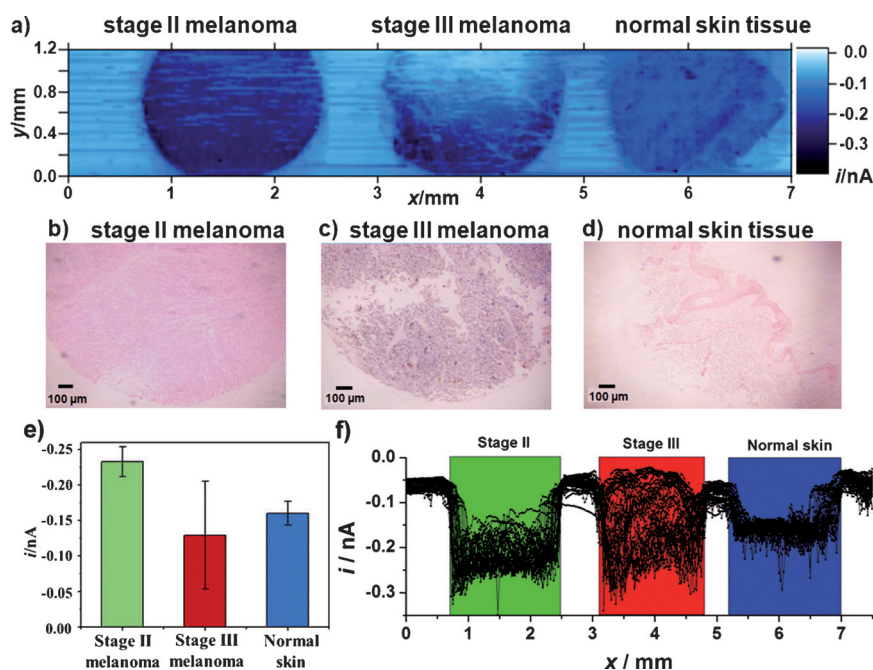 stage II melanoma stage III melanoma normal skin tissue
a)
1.2
0.8
0.4
0.0
y/mm
0 1 2 3 4 5 6 7
x/mm
0.0
-0.1
-0.2
-0.3
i/nA
b) stage II melanoma c) stage III melanoma d) normal skin tissue
100 µm 100 µm 100 µm
e)
-0.25
-0.20
-0.15
-0.10
-0.05
0.00
i/nA
Stage II melanoma
Stage III melanoma
Normal skin
f)
Stage II Stage III Normal skin
0.0
-0.1
-0.2
-0.3
i / nA
0 1 2 3 4 5 6 7
x / mm